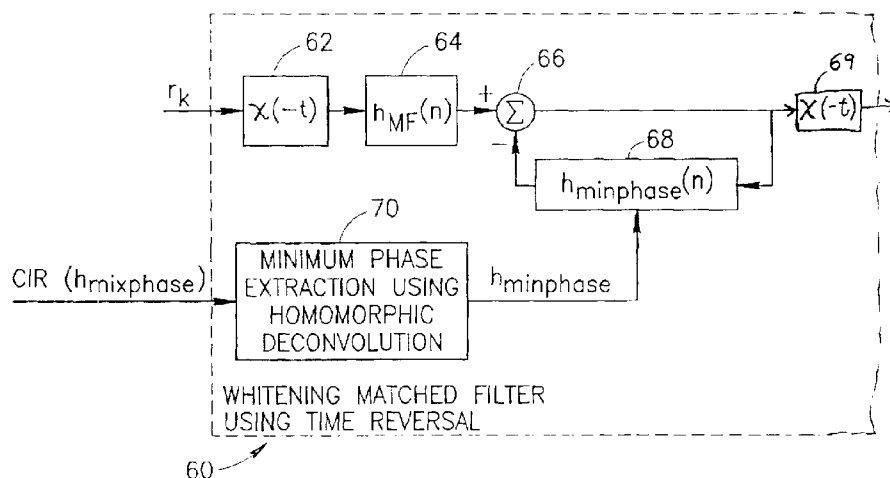 62
64
66
69
r_k
χ(-t)
h_MF(n)
+
Σ
χ(-t)
−
68
h_minphase(n)
70
CIR (h_mixphase)
MINIMUM PHASE
EXTRACTION USING
HOMOMORPHIC
DECONVOLUTION
h_minphase
WHITENING MATCHED FILTER
USING TIME REVERSAL
60